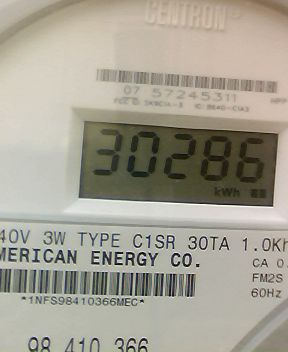 CENTRON®
07 57245311
30286
kWh
40V 3W TYPE C1SR 30TA 1.0Kh
MERICAN ENERGY CO.
CA 0.
FM2S
*1NFS98410366MEC*
60Hz
98 410 366